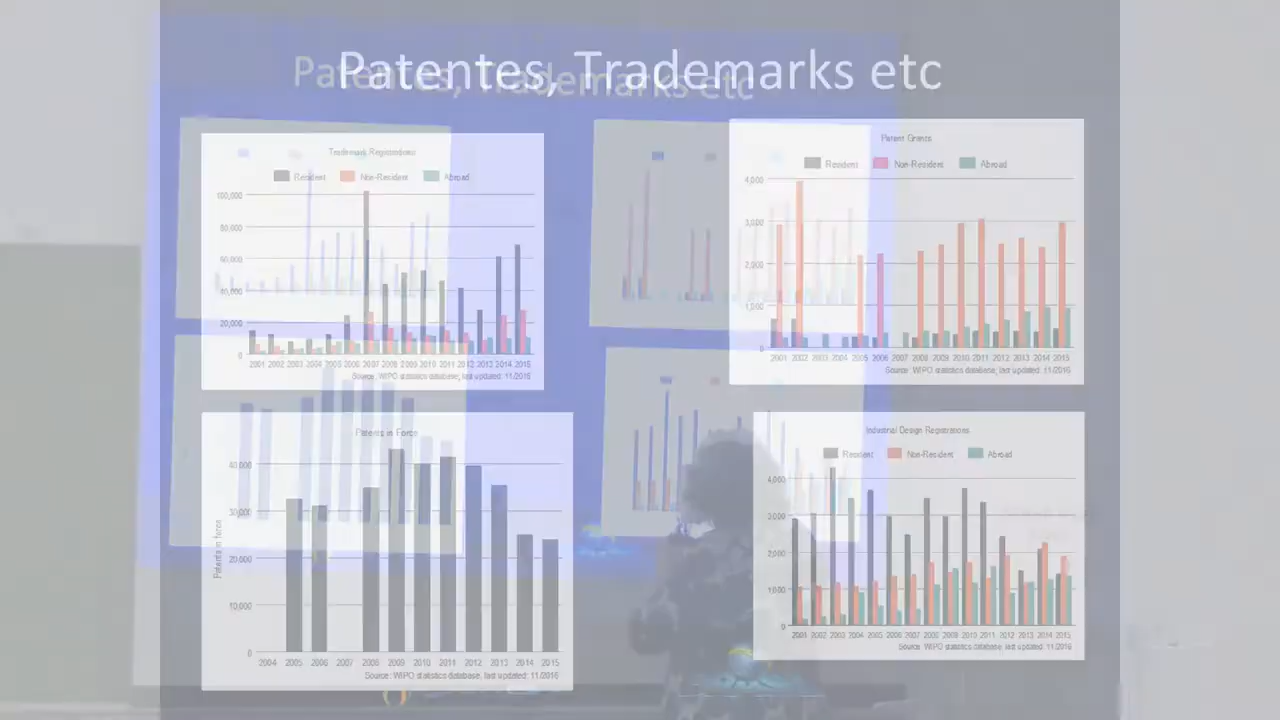 Patentes, Trademarks etc
Patentes, Trademarks etc
Trademark Registrations
Resident Non-Resident Abroad
100,000
80,000
60,000
40,000
20,000
0
2001 2002 2003 2004 2005 2006 2007 2008 2009 2010 2011 2012 2013 2014 2015
Source: WIPO statistics database; last updated: 11/2016
Patent Grants
Resident Non-Resident Abroad
4,000
3,000
2,000
1,000
0
2001 2002 2003 2004 2005 2006 2007 2008 2009 2010 2011 2012 2013 2014 2015
Source: WIPO statistics database; last updated: 11/2016
Patents in Force
Patents in force
40,000
30,000
20,000
10,000
0
2004 2005 2006 2007 2008 2009 2010 2011 2012 2013 2014 2015
Source: WIPO statistics database; last updated: 11/2016
Industrial Design Registrations
Resident Non-Resident Abroad
4,000
3,000
2,000
1,000
0
2001 2002 2003 2004 2005 2006 2007 2008 2009 2010 2011 2012 2013 2014 2015
Source: WIPO statistics database; last updated: 11/2016